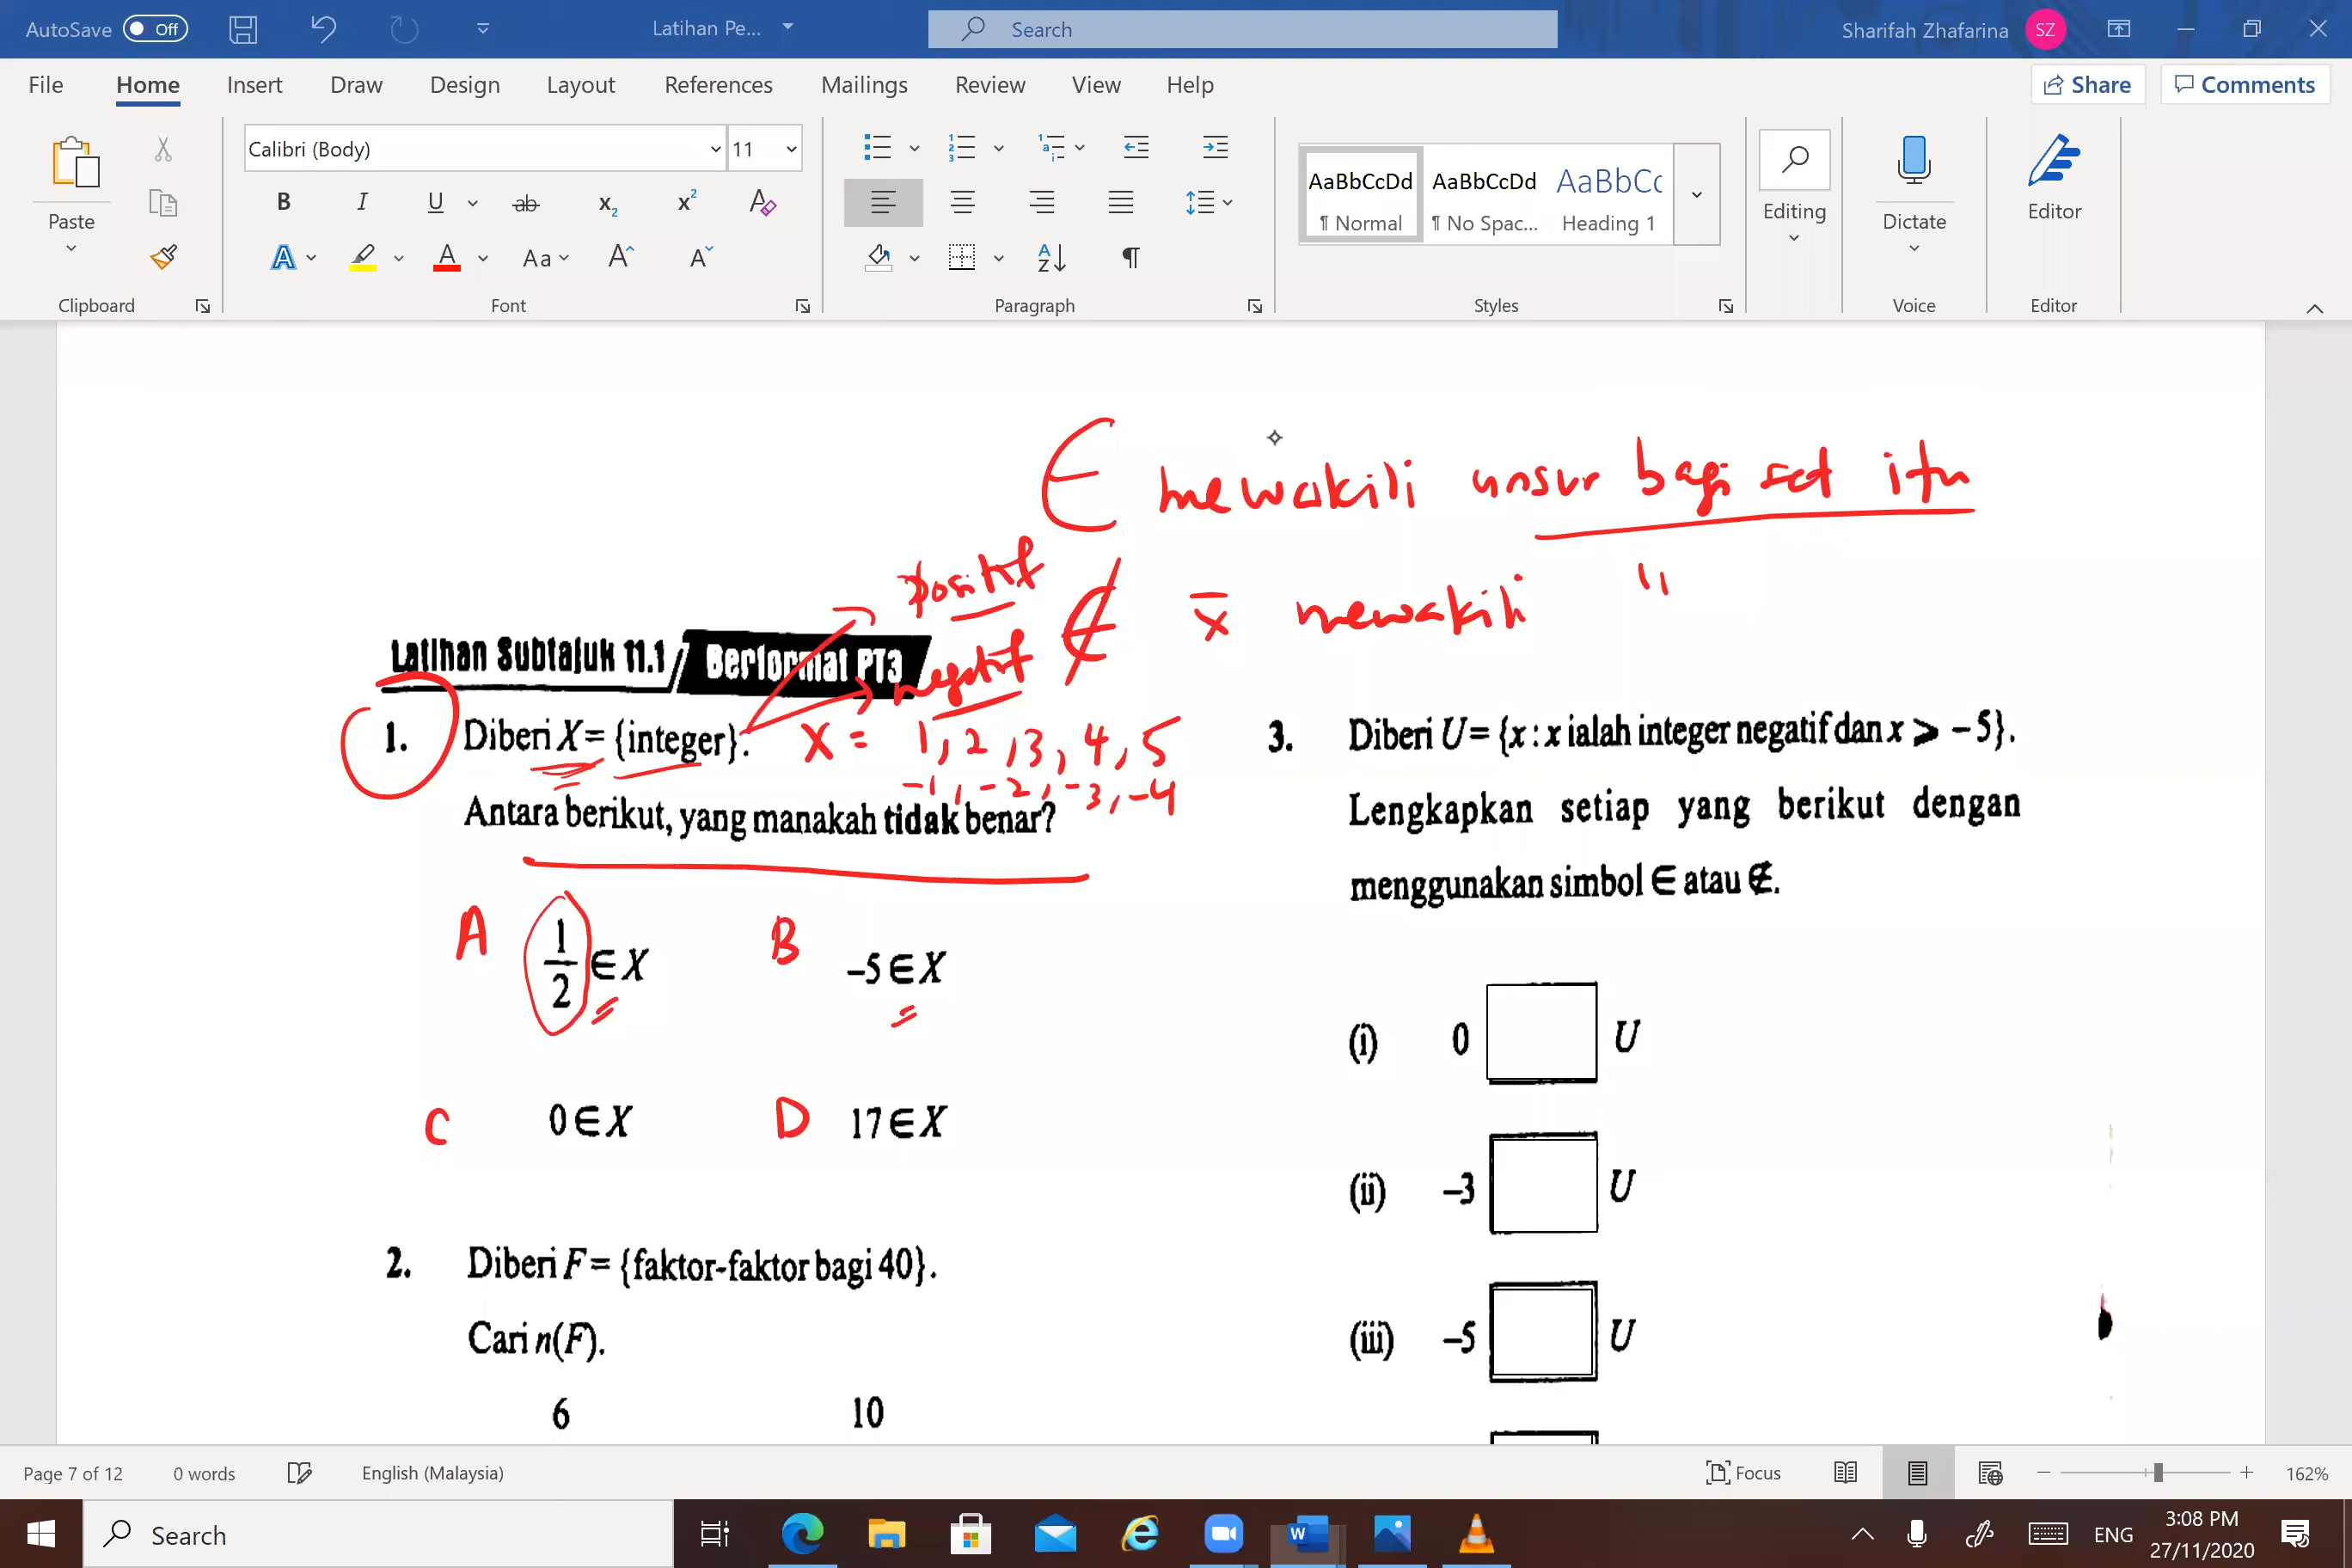 AutoSave Off Latihan Pe... Search Sharifah Zhafarina SZ
File Home Insert Draw Design Layout References Mailings Review View Help Share Comments
Paste
Calibri (Body) 11
B I U ab x₂ x² A
A A Aa A A
AaBbCcDd AaBbCcDd AaBbCc
¶ Normal ¶ No Spac... Heading 1
Editing Dictate Editor
Clipboard Font Paragraph Styles Voice Editor
∈ mewakili unsur bagi set itu
positif
∉ x̄ mewakili "
negatif
Latihan Subtajuk 11.1 Berformat PT3
1. Diberi X = {integer}. X = 1, 2, 3, 4, 5
-1, -2, -3, -4
Antara berikut, yang manakah tidak benar?
A 1/2 ∈ X B –5 ∈ X
C 0 ∈ X D 17 ∈ X
2. Diberi F = {faktor-faktor bagi 40}.
Cari n(F).
6 10
3. Diberi U = {x : x ialah integer negatif dan x ⩾ –5}.
Lengkapkan setiap yang berikut dengan
menggunakan simbol ∈ atau ∉.
(i) 0 U
(ii) –3 U
(iii) –5 U
Page 7 of 12 0 words English (Malaysia) Focus 162%
Search ENG 3:08 PM
27/11/2020